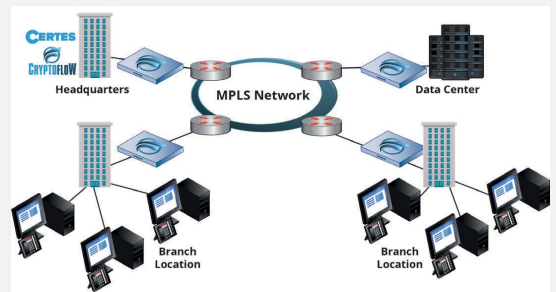 CERTES
CRYPTOFLOW
Headquarters
MPLS Network
Data Center
Branch
Location
Branch
Location